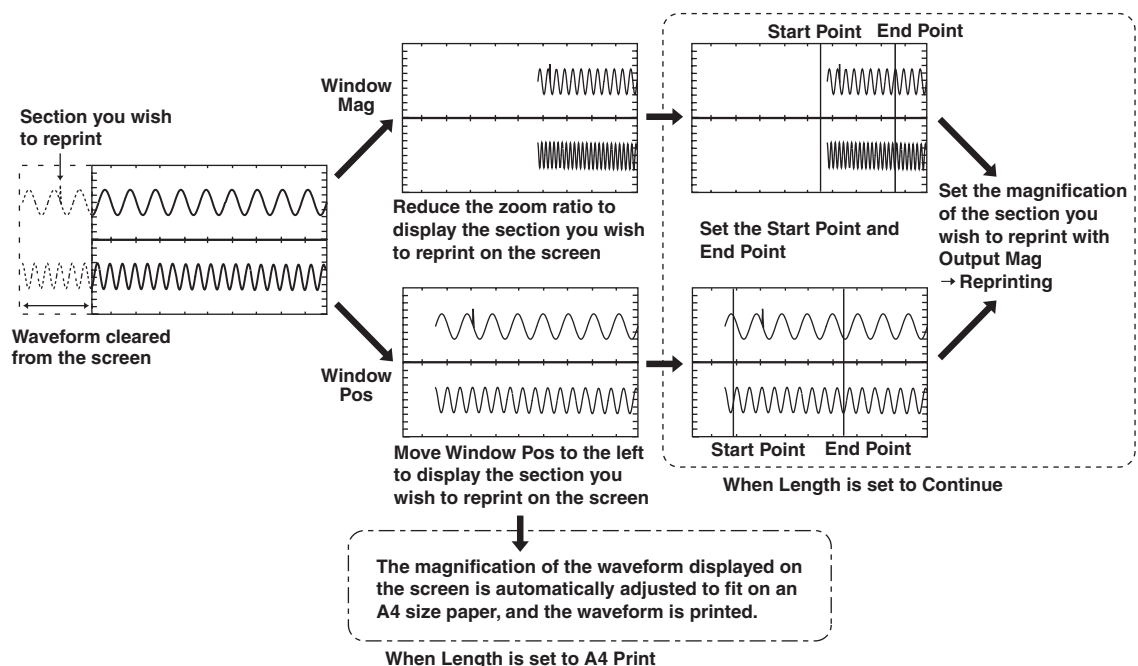 Section you wish
to reprint
Waveform cleared
from the screen
Window
Mag
Reduce the zoom ratio to
display the section you wish
to reprint on the screen
Window
Pos
Move Window Pos to the left
to display the section you
wish to reprint on the screen
Start Point
End Point
Set the Start Point and
End Point
Start Point
End Point
When Length is set to Continue
Set the magnification
of the section you
wish to reprint with
Output Mag
→ Reprinting
The magnification of the waveform displayed on
the screen is automatically adjusted to fit on an
A4 size paper, and the waveform is printed.
When Length is set to A4 Print